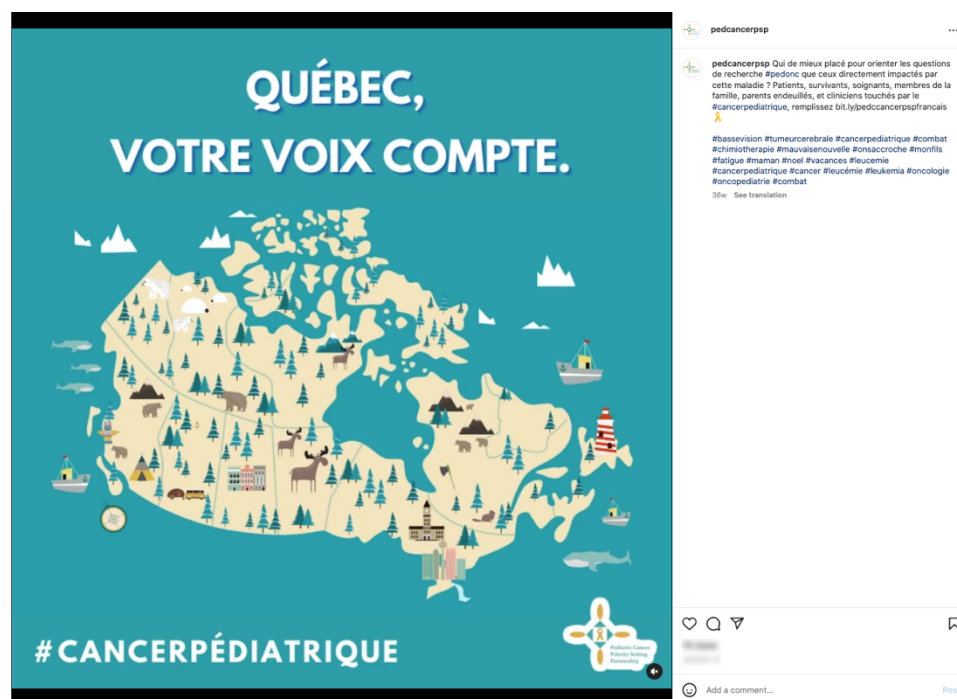 QUÉBEC,
VOTRE VOIX COMPTE.
#CANCERPÉDIATRIQUE
Pediatric Cancer
Priority Setting
Partnership
pedcancerpsp
pedcancerpsp Qui de mieux placé pour orienter les questions
de recherche #pedonc que ceux directement impactés par
cette maladie ? Patients, survivants, soignants, membres de la
famille, parents endeuillés, et cliniciens touchés par le
#cancerpediatrique, remplissez bit.ly/pedccancerpspfrancais
#bassevision #tumeurcerebrale #cancerpediatrique #combat
#chimiotherapie #mauvaisenouvelle #onsaccroche #monfils
#fatigue #maman #noel #vacances #leucemie
#cancerpediatrique #cancer #leucémie #leukemia #oncologie
#oncopediatrie #combat
36w See translation
Add a comment...
Pos